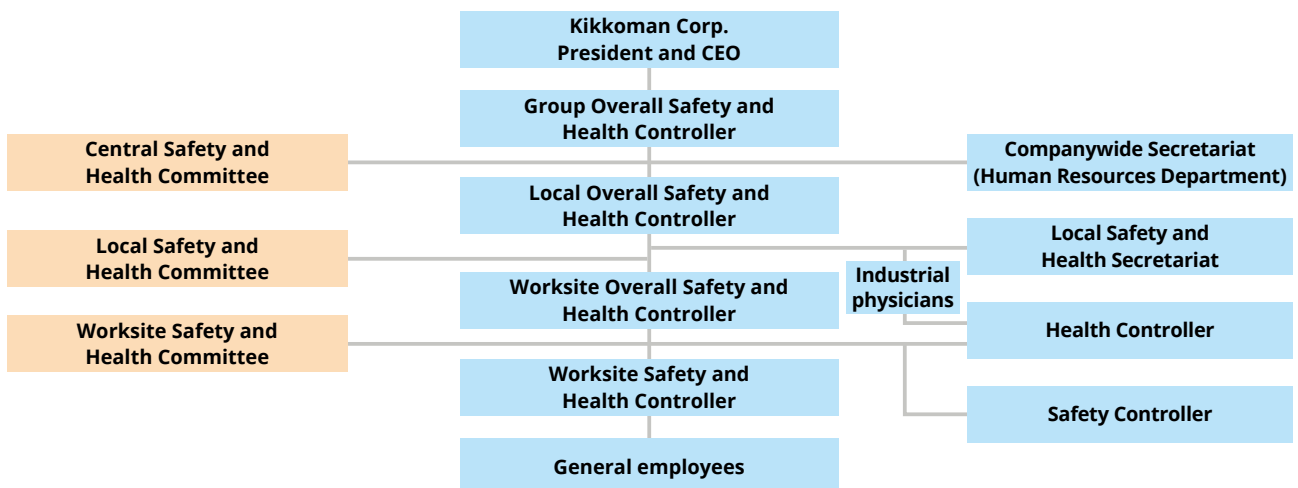 Kikkoman Corp.
President and CEO
Group Overall Safety and
Health Controller
Central Safety and
Health Committee
Companywide Secretariat
(Human Resources Department)
Local Overall Safety and
Health Controller
Local Safety and
Health Committee
Local Safety and
Health Secretariat
Industrial
physicians
Worksite Overall Safety and
Health Controller
Health Controller
Worksite Safety and
Health Committee
Worksite Safety and
Health Controller
Safety Controller
General employees